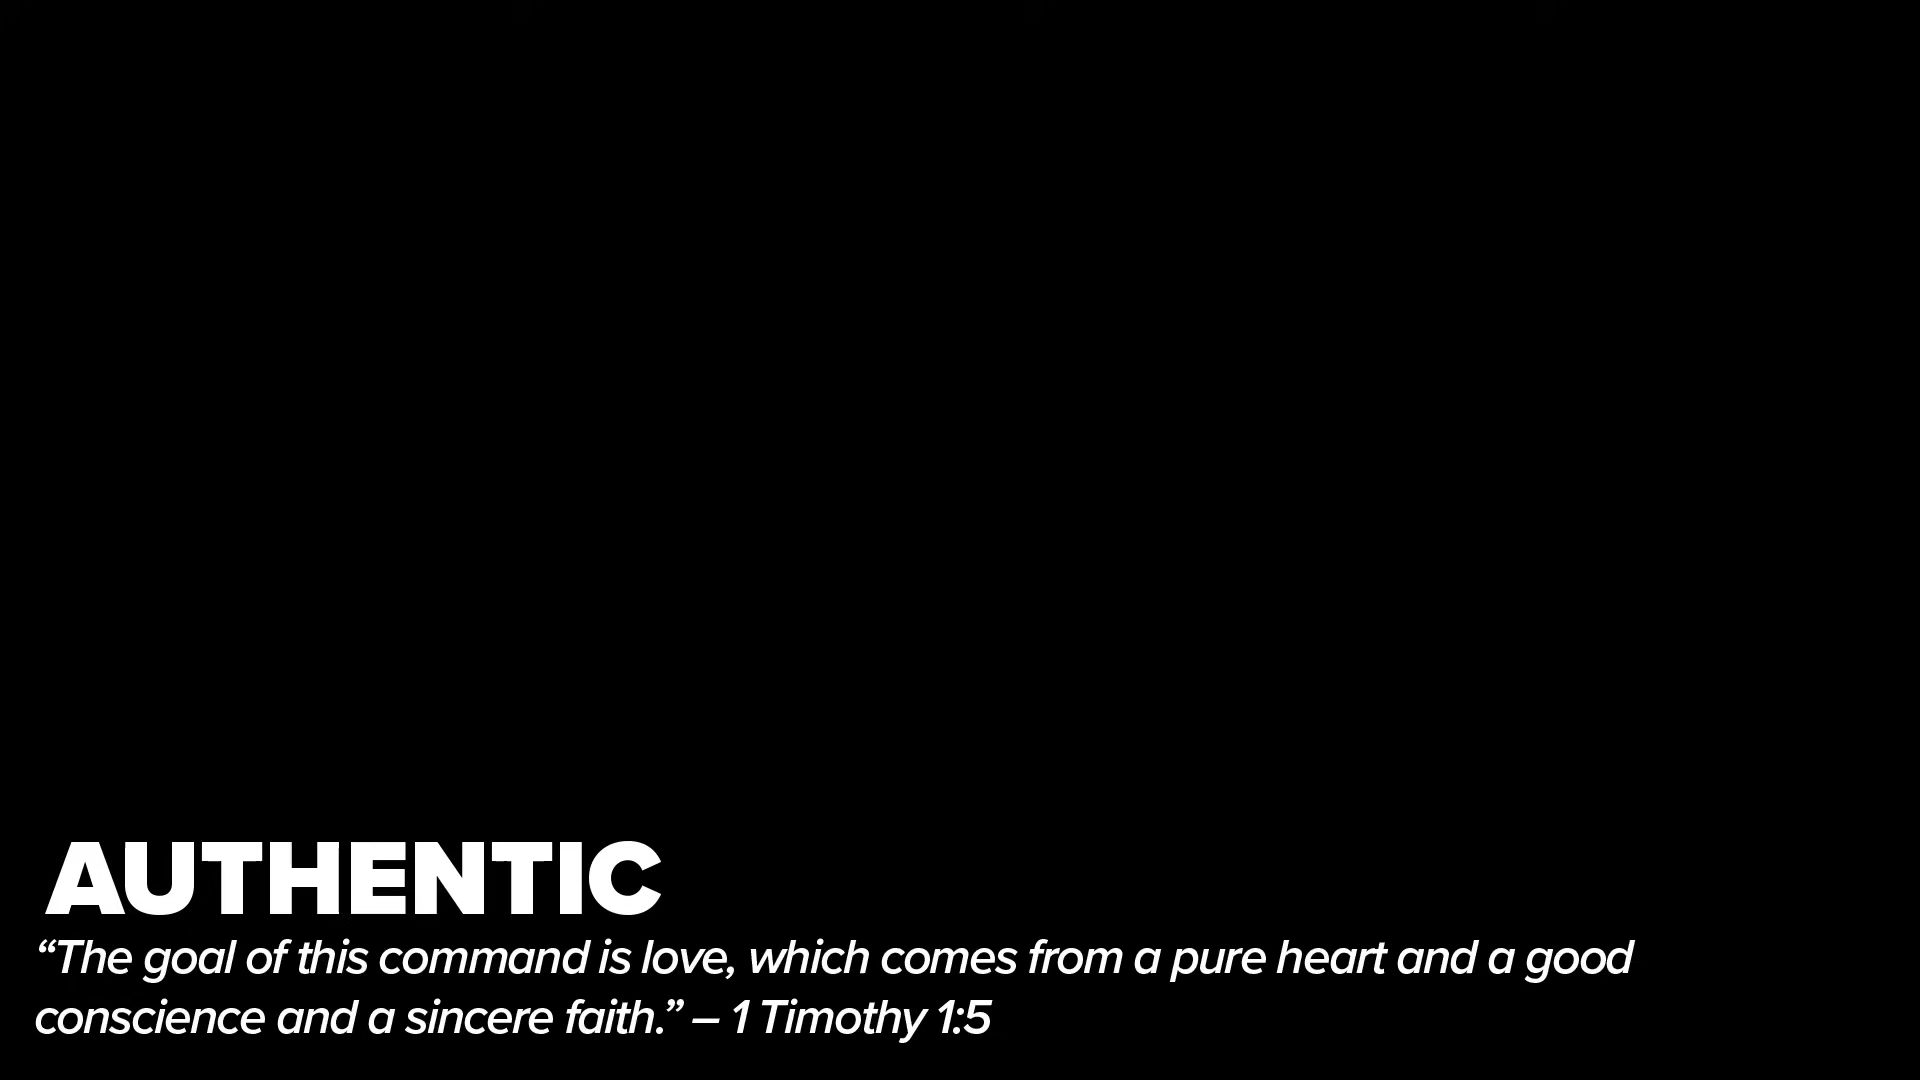 AUTHENTIC
“The goal of this command is love, which comes from a pure heart and a good
conscience and a sincere faith.” – 1 Timothy 1:5